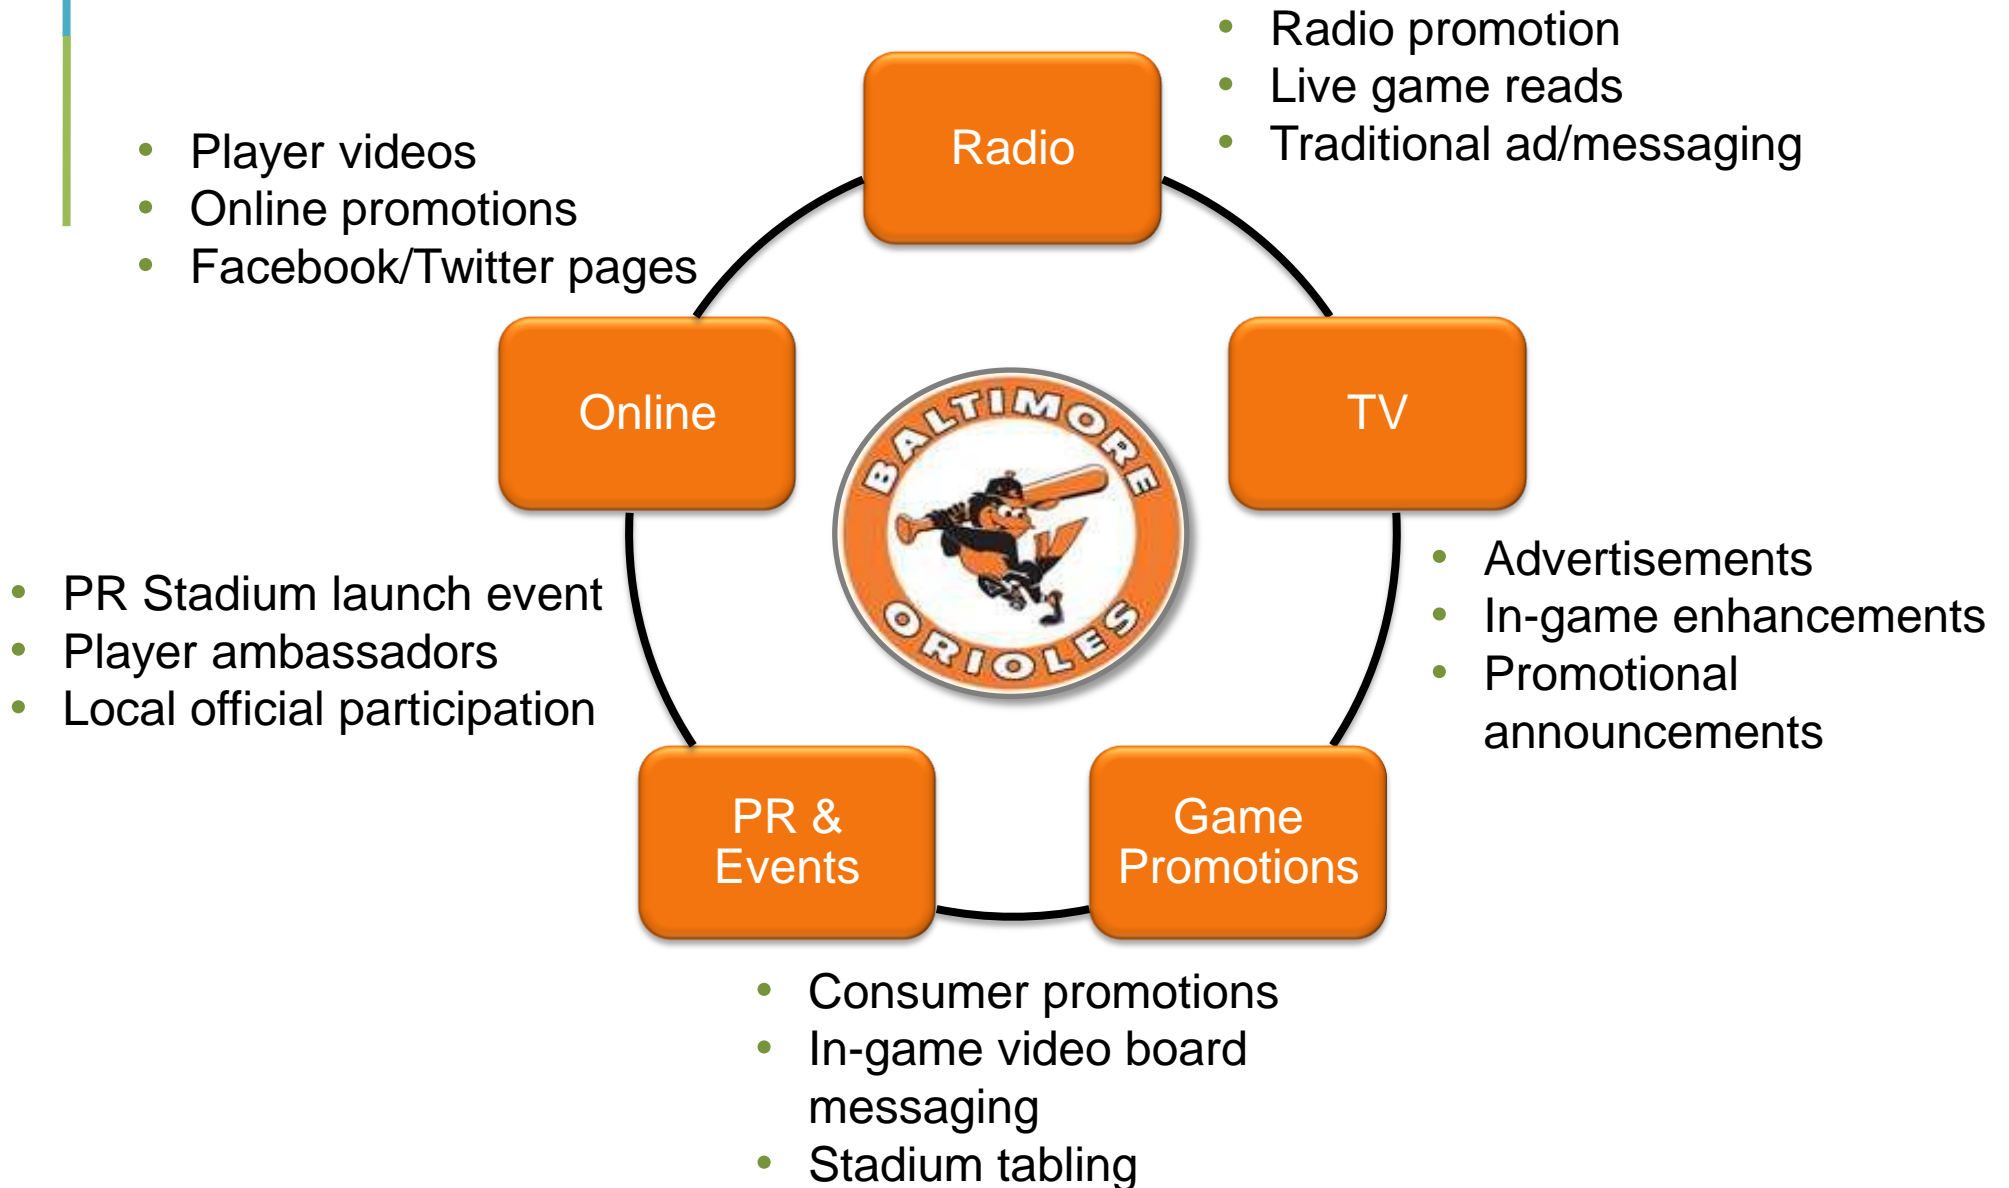 • Radio promotion
• Live game reads
• Traditional ad/messaging
Radio
• Player videos
• Online promotions
• Facebook/Twitter pages
Online
TV
BALTIMORE
ORIOLES
• Advertisements
• In-game enhancements
• Promotional
announcements
• PR Stadium launch event
• Player ambassadors
• Local official participation
PR &
Events
Game
Promotions
• Consumer promotions
• In-game video board
messaging
• Stadium tabling